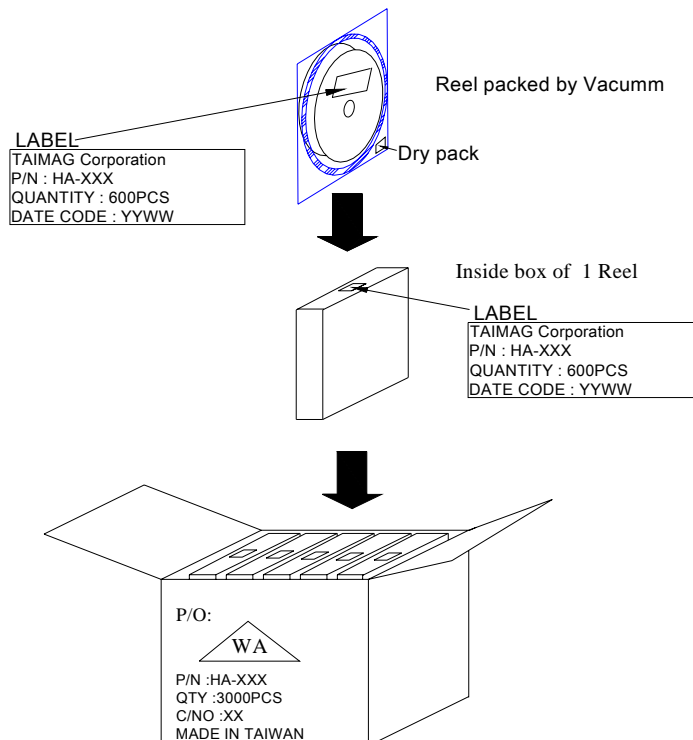 Reel packed by Vacumm
Dry pack
LABEL
TAIMAG Corporation
P/N : HA-XXX
QUANTITY : 600PCS
DATE CODE : YYWW
Inside box of 1 Reel
LABEL
TAIMAG Corporation
P/N : HA-XXX
QUANTITY : 600PCS
DATE CODE : YYWW
P/O:
WA
P/N :HA-XXX
QTY :3000PCS
C/NO :XX
MADE IN TAIWAN